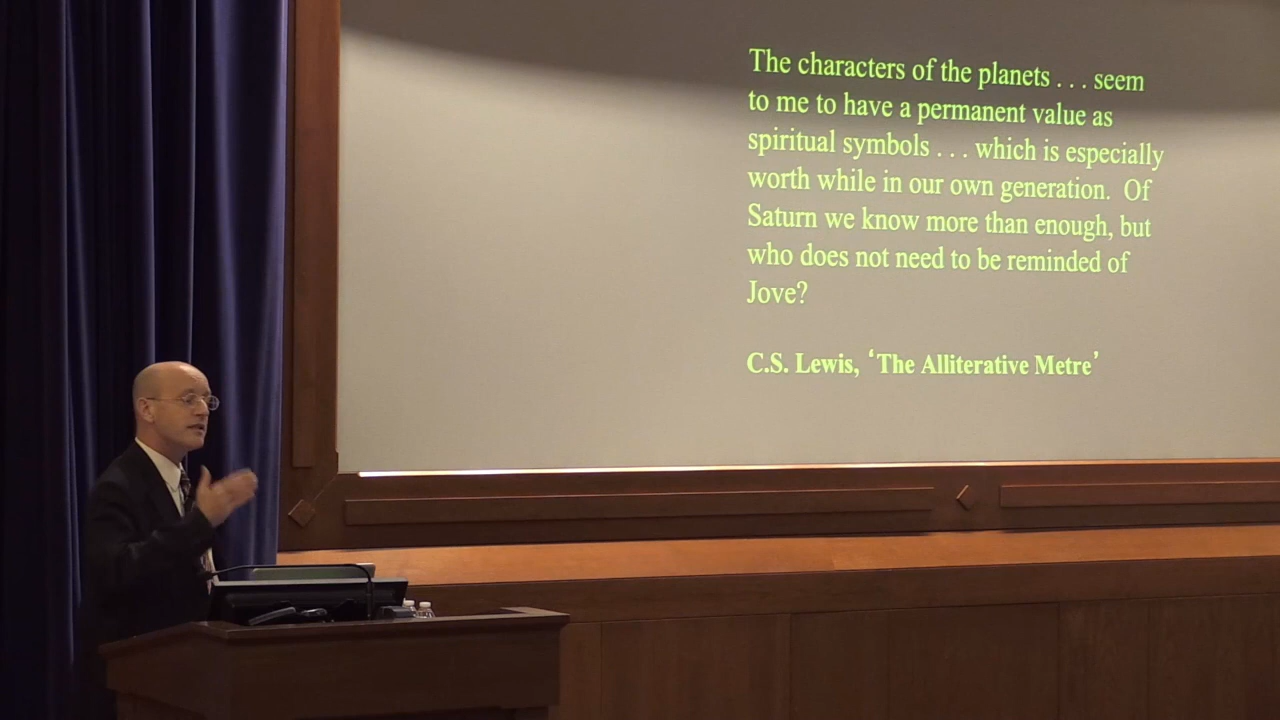 The characters of the planets . . . seem
to me to have a permanent value as
spiritual symbols . . . which is especially
worth while in our own generation.  Of
Saturn we know more than enough, but
who does not need to be reminded of
Jove?
C.S. Lewis, ‘The Alliterative Metre’